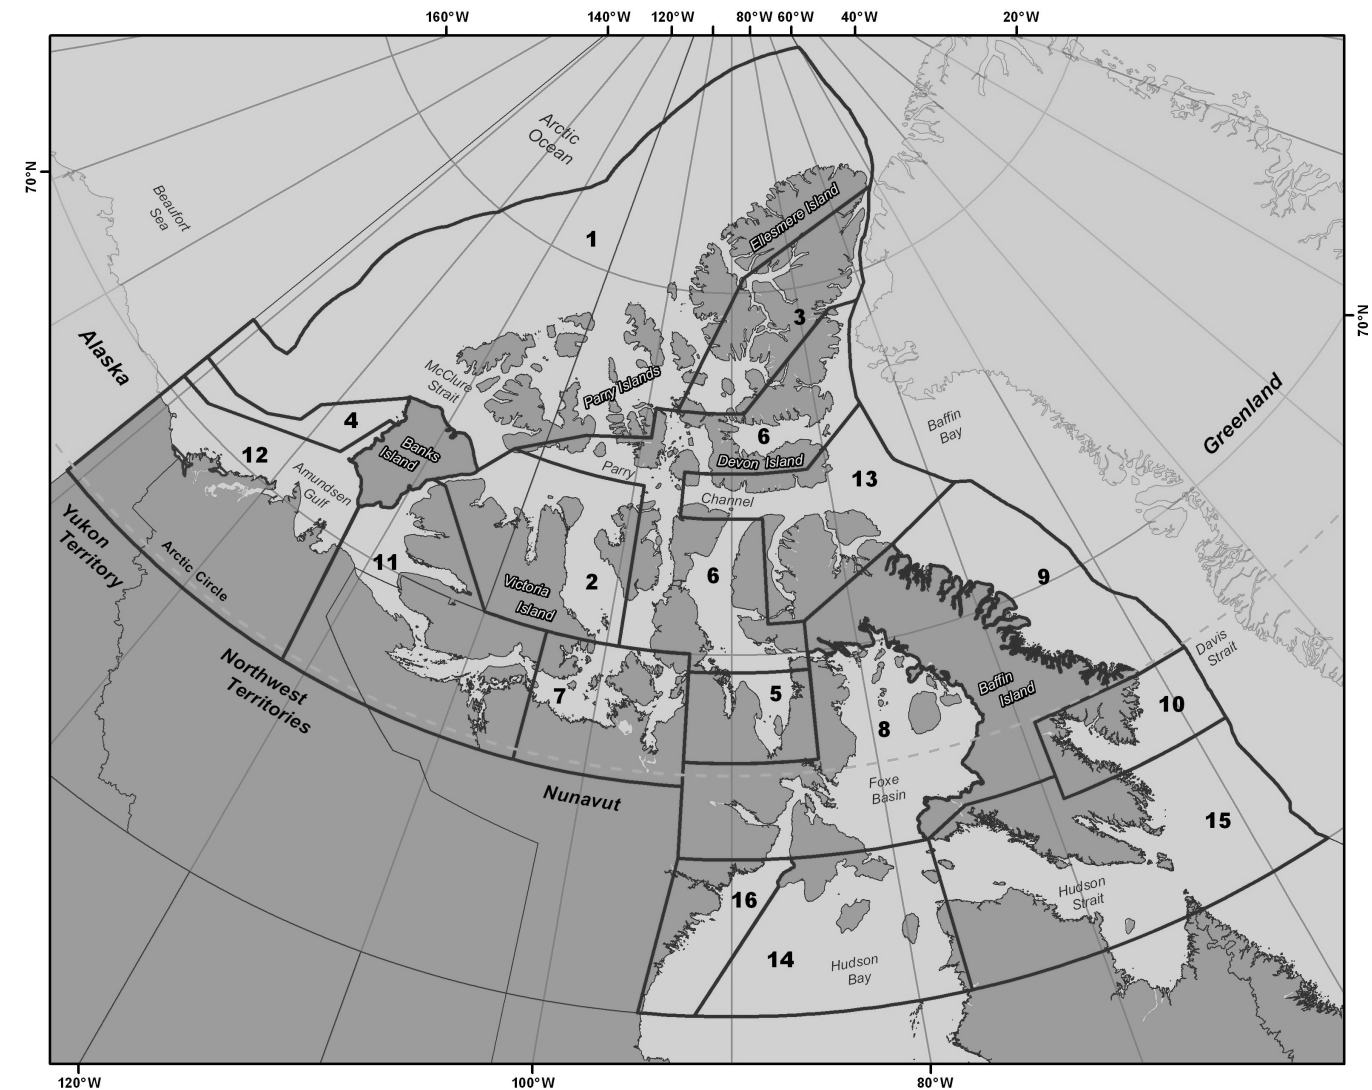 160°W 140°W 120°W 80°W 60°W 40°W 20°W
70°N
Arctic
Ocean
Beaufort
Sea
1
Ellesmere Island
3
70°N
Alaska
McClure
Strait
Parry Islands
Greenland
4
Baffin
Bay
12
Banks
Island
6
Devon Island
Amundsen
Gulf
Parry
Channel
13
Yukon
Territory
Arctic Circle
11
Victoria
Island
2
6
9
Davis
Strait
Northwest
Territories
7
5
8
Baffin
Island
10
Nunavut
Foxe
Basin
15
16
Hudson
Strait
14
Hudson
Bay
120°W 100°W 80°W